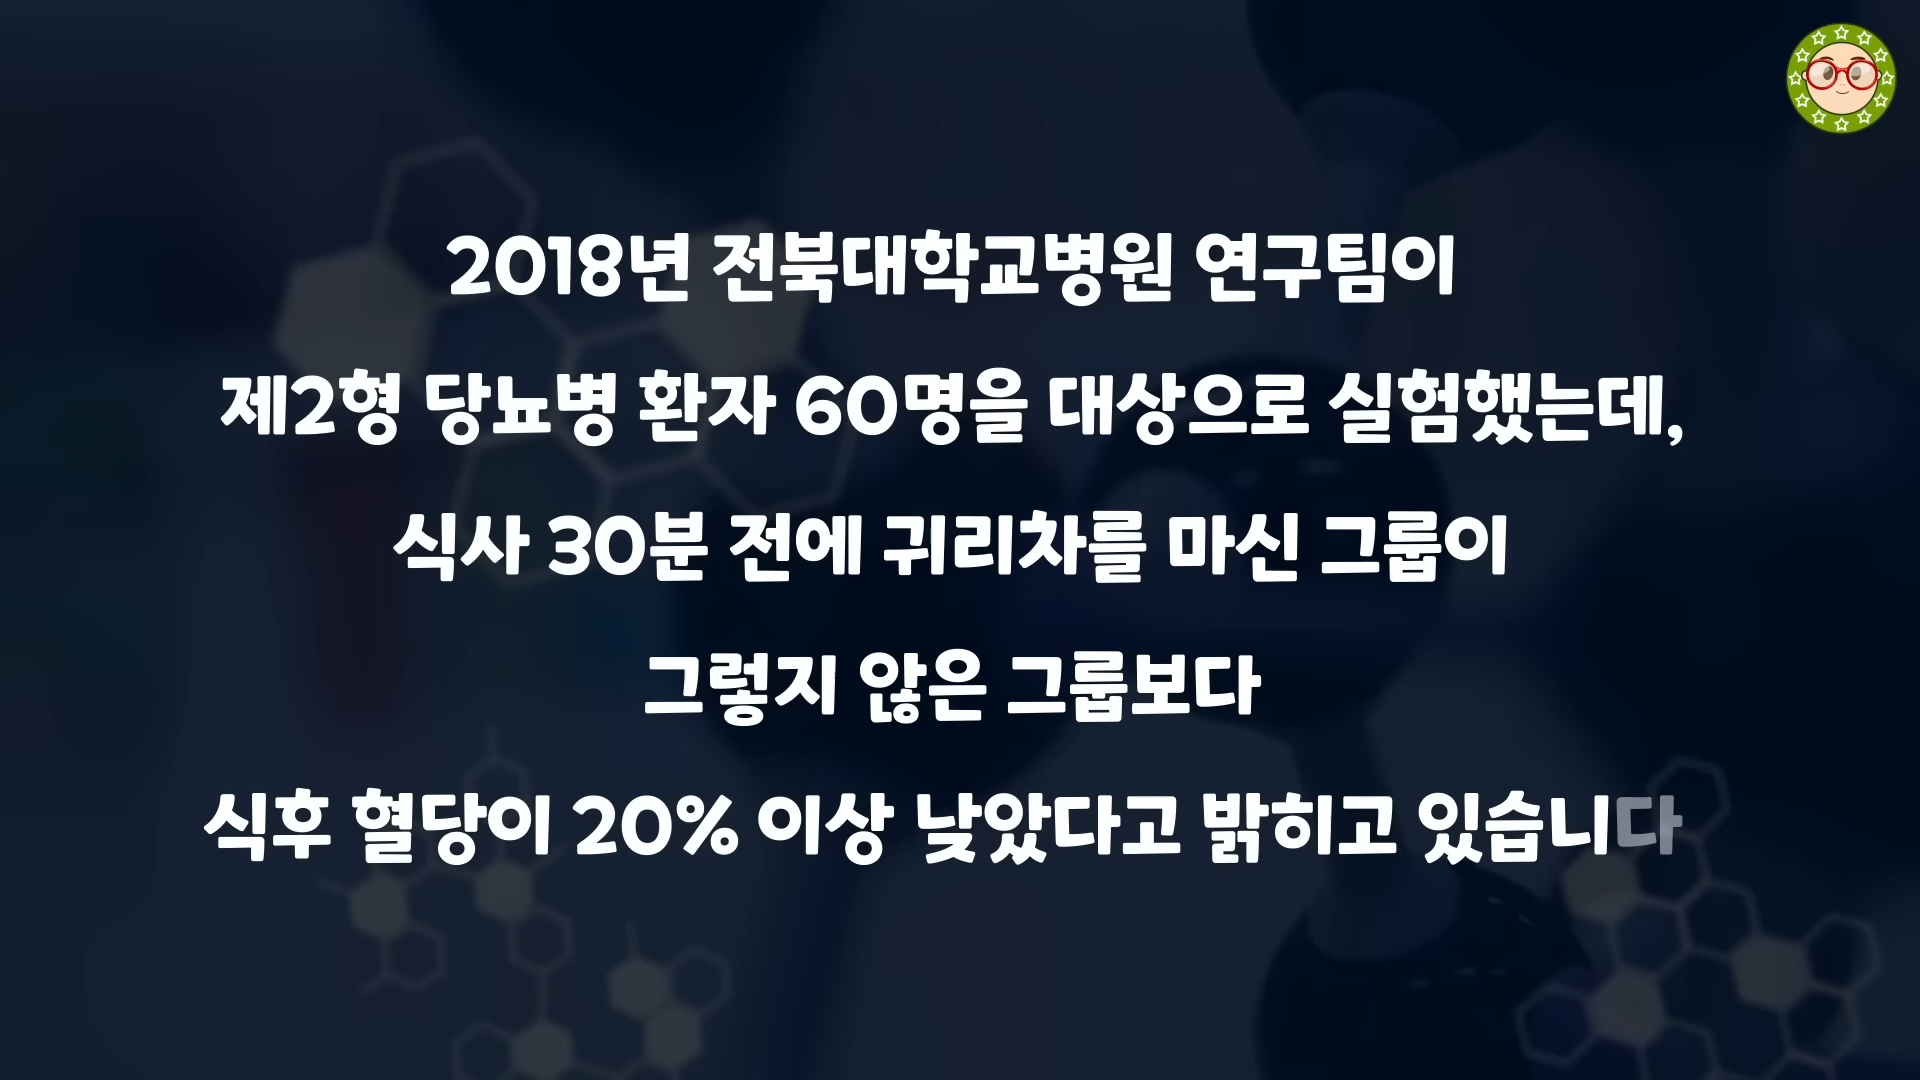 2018년 전북대학교병원 연구팀이
제2형 당뇨병 환자 60명을 대상으로 실험했는데,
식사 30분 전에 귀리차를 마신 그룹이
그렇지 않은 그룹보다
식후 혈당이 20% 이상 낮았다고 밝히고 있습니다